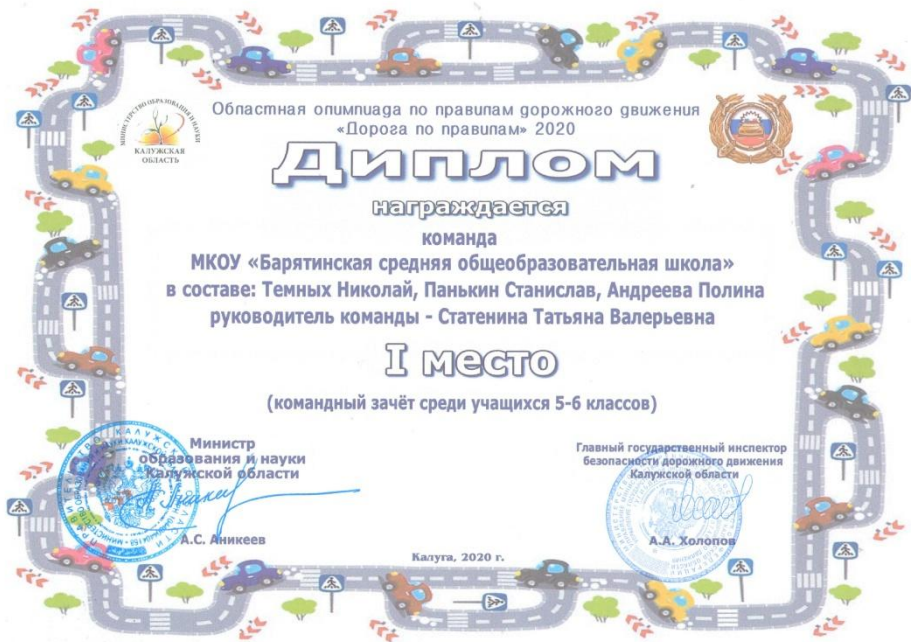 Областная олимпиада по правилам дорожного движения
«Дорога по правилам» 2020
МИНИСТЕРСТВО ОБРАЗОВАНИЯ И НАУКИ
КАЛУЖСКАЯ
ОБЛАСТЬ
Диплом
награждается
команда
МКОУ «Барятинская средняя общеобразовательная школа»
в составе: Темных Николай, Панькин Станислав, Андреева Полина
руководитель команды - Статенина Татьяна Валерьевна
I место
(командный зачёт среди учащихся 5-6 классов)
Министр
образования и науки
Калужской области
А.С. Аникеев
Главный государственный инспектор
безопасности дорожного движения
Калужской области
А.А. Холопов
Калуга, 2020 г.